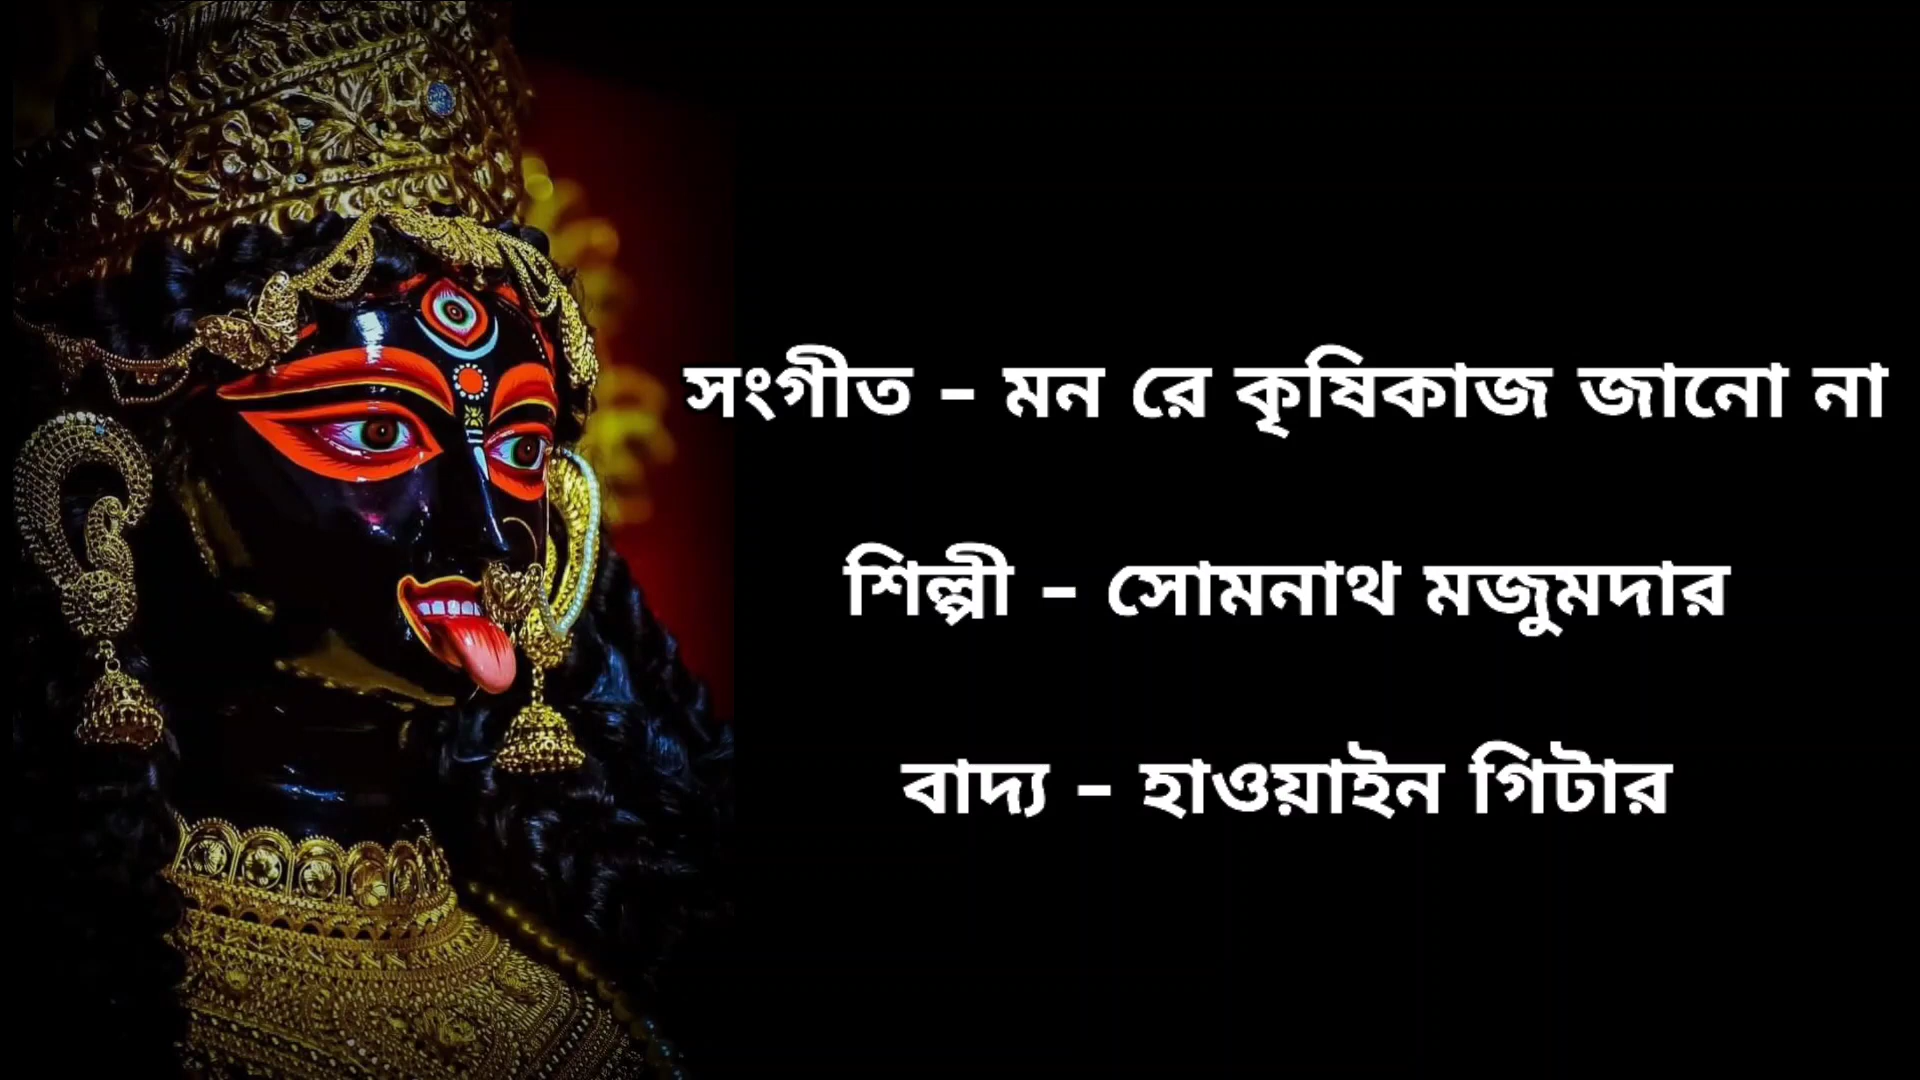 সংগীত - মন রে কৃষিকাজ জানো না
শিল্পী - সোমনাথ মজুমদার
বাদ্য - হাওয়াইন গিটার